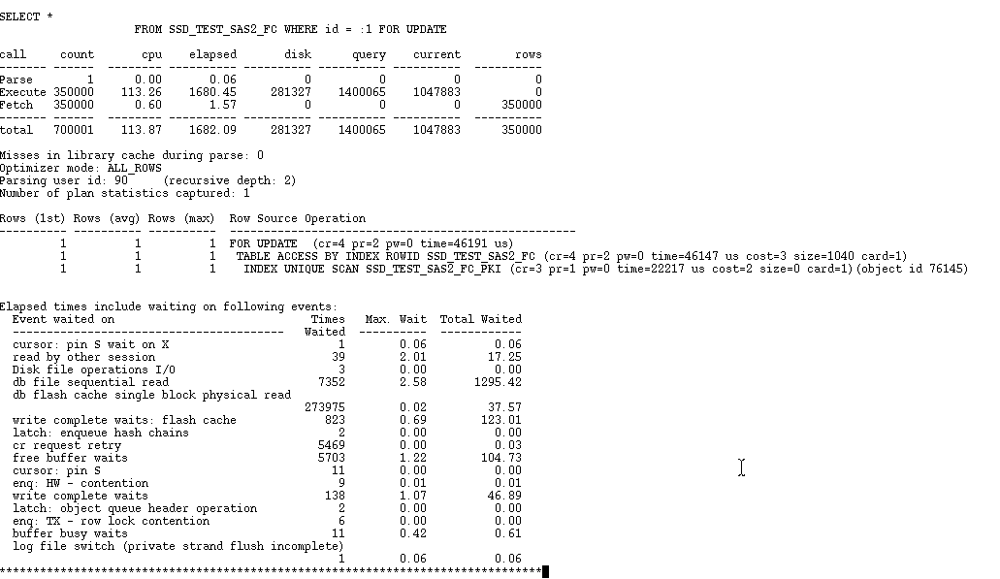 SELECT *
FROM SSD_TEST_SAS2_FC WHERE id = :1 FOR UPDATE
call     count       cpu    elapsed       disk      query    current        rows
------- ------  -------- ---------- ---------- ---------- ----------  ----------
Parse        1      0.00       0.06          0          0          0           0
Execute 350000    113.26    1680.45     281327    1400065    1047883           0
Fetch   350000      0.60       1.57          0          0          0      350000
------- ------  -------- ---------- ---------- ---------- ----------  ----------
total   700001    113.87    1682.09     281327    1400065    1047883      350000
Misses in library cache during parse: 0
Optimizer mode: ALL_ROWS
Parsing user id: 90     (recursive depth: 2)
Number of plan statistics captured: 1
Rows (1st) Rows (avg) Rows (max)  Row Source Operation
---------- ---------- ----------  ---------------------------------------------------
         1          1          1  FOR UPDATE  (cr=4 pr=2 pw=0 time=46191 us)
         1          1          1   TABLE ACCESS BY INDEX ROWID SSD_TEST_SAS2_FC (cr=4 pr=2 pw=0 time=46147 us cost=3 size=1040 card=1)
         1          1          1    INDEX UNIQUE SCAN SSD_TEST_SAS2_FC_PKI (cr=3 pr=1 pw=0 time=22217 us cost=2 size=0 card=1)(object id 76145)
Elapsed times include waiting on following events:
  Event waited on                             Times   Max. Wait  Total Waited
  ----------------------------------------   Waited  ----------  ------------
  cursor: pin S wait on X                         1        0.06          0.06
  read by other session                          39        2.01         17.25
  Disk file operations I/O                        3        0.00          0.00
  db file sequential read                      7352        2.58       1295.42
  db flash cache single block physical read
                                             273975        0.02         37.57
  write complete waits: flash cache             823        0.69        123.01
  latch: enqueue hash chains                      2        0.00          0.00
  cr request retry                             5469        0.00          0.03
  free buffer waits                            5703        1.22        104.73
  cursor: pin S                                  11        0.00          0.00
  enq: HW - contention                            9        0.01          0.01
  write complete waits                          138        1.07         46.89
  latch: object queue header operation            2        0.00          0.00
  enq: TX - row lock contention                   6        0.00          0.00
  buffer busy waits                              11        0.42          0.61
  log file switch (private strand flush incomplete)
                                                  1        0.06          0.06
********************************************************************************